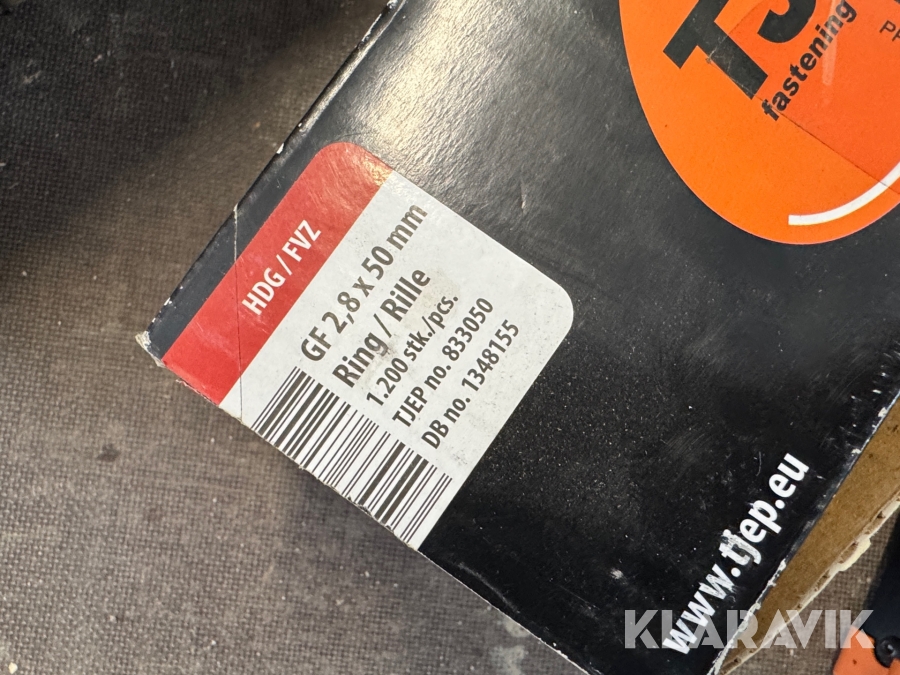 TJ
fastening
HDG / FVZ
GF 2,8 x 50 mm
Ring / Rille
1.200 stk./pcs.
TJEP no. 833050
DB no. 1348155
www.tjep.eu
KLARAVIK